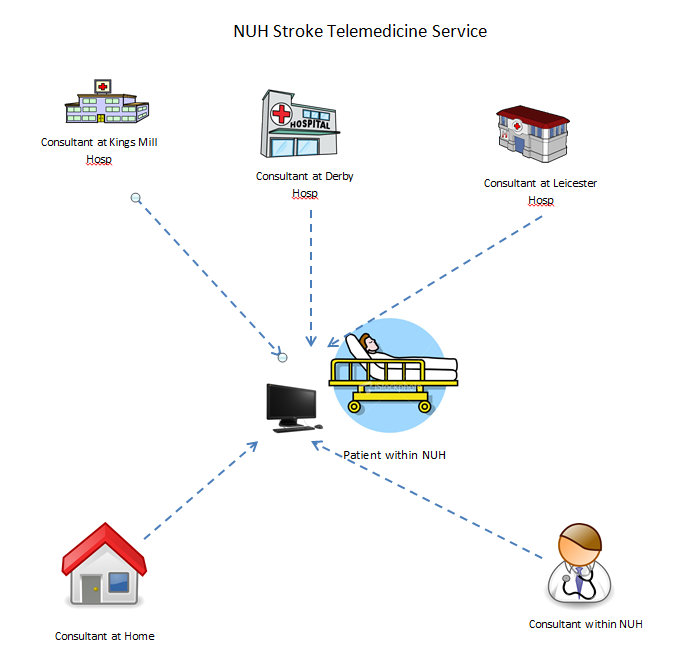 NUH Stroke Telemedicine Service
HOSPITAL
Consultant at Kings Mill
Hosp
Consultant at Derby
Hosp
Consultant at Leicester
Hosp
Patient within NUH
Consultant at Home
Consultant within NUH